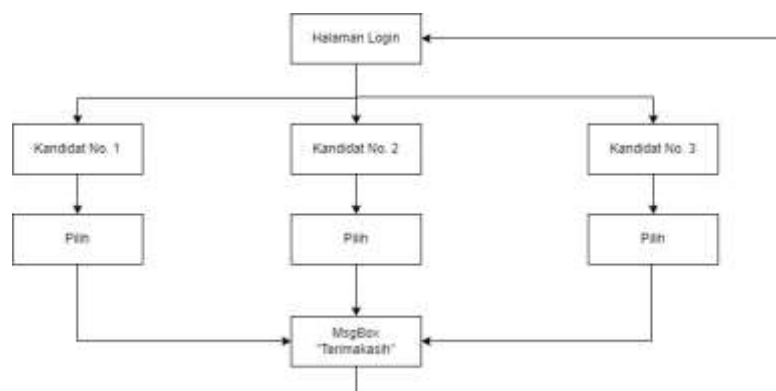 Halaman Login
Kandidat No. 1
Kandidat No. 2
Kandidat No. 3
Pilih
Pilih
Pilih
MsgBox
"Terimakasih"